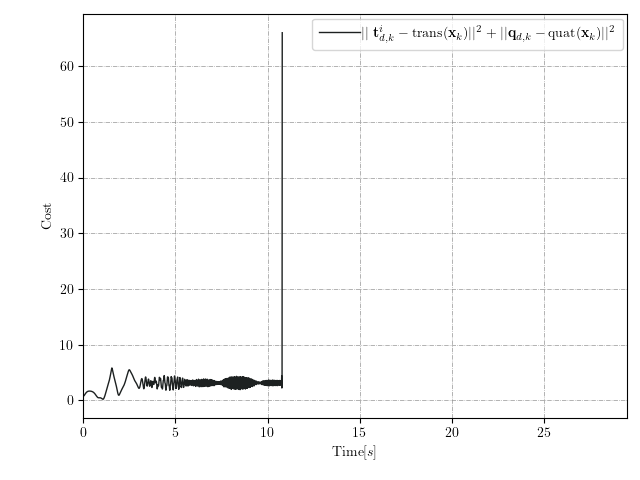 || t^i_{d,k} − trans(x_k)||^2 + ||q_{d,k} − quat(x_k)||^2
60
50
40
30
20
10
0
Cost
0 5 10 15 20 25
Time[s]